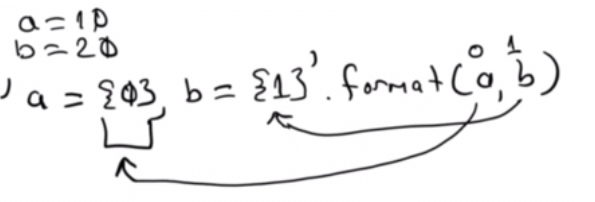 a=10
b=20
0 1
'a = {0}, b = {1}'.format(a,b)